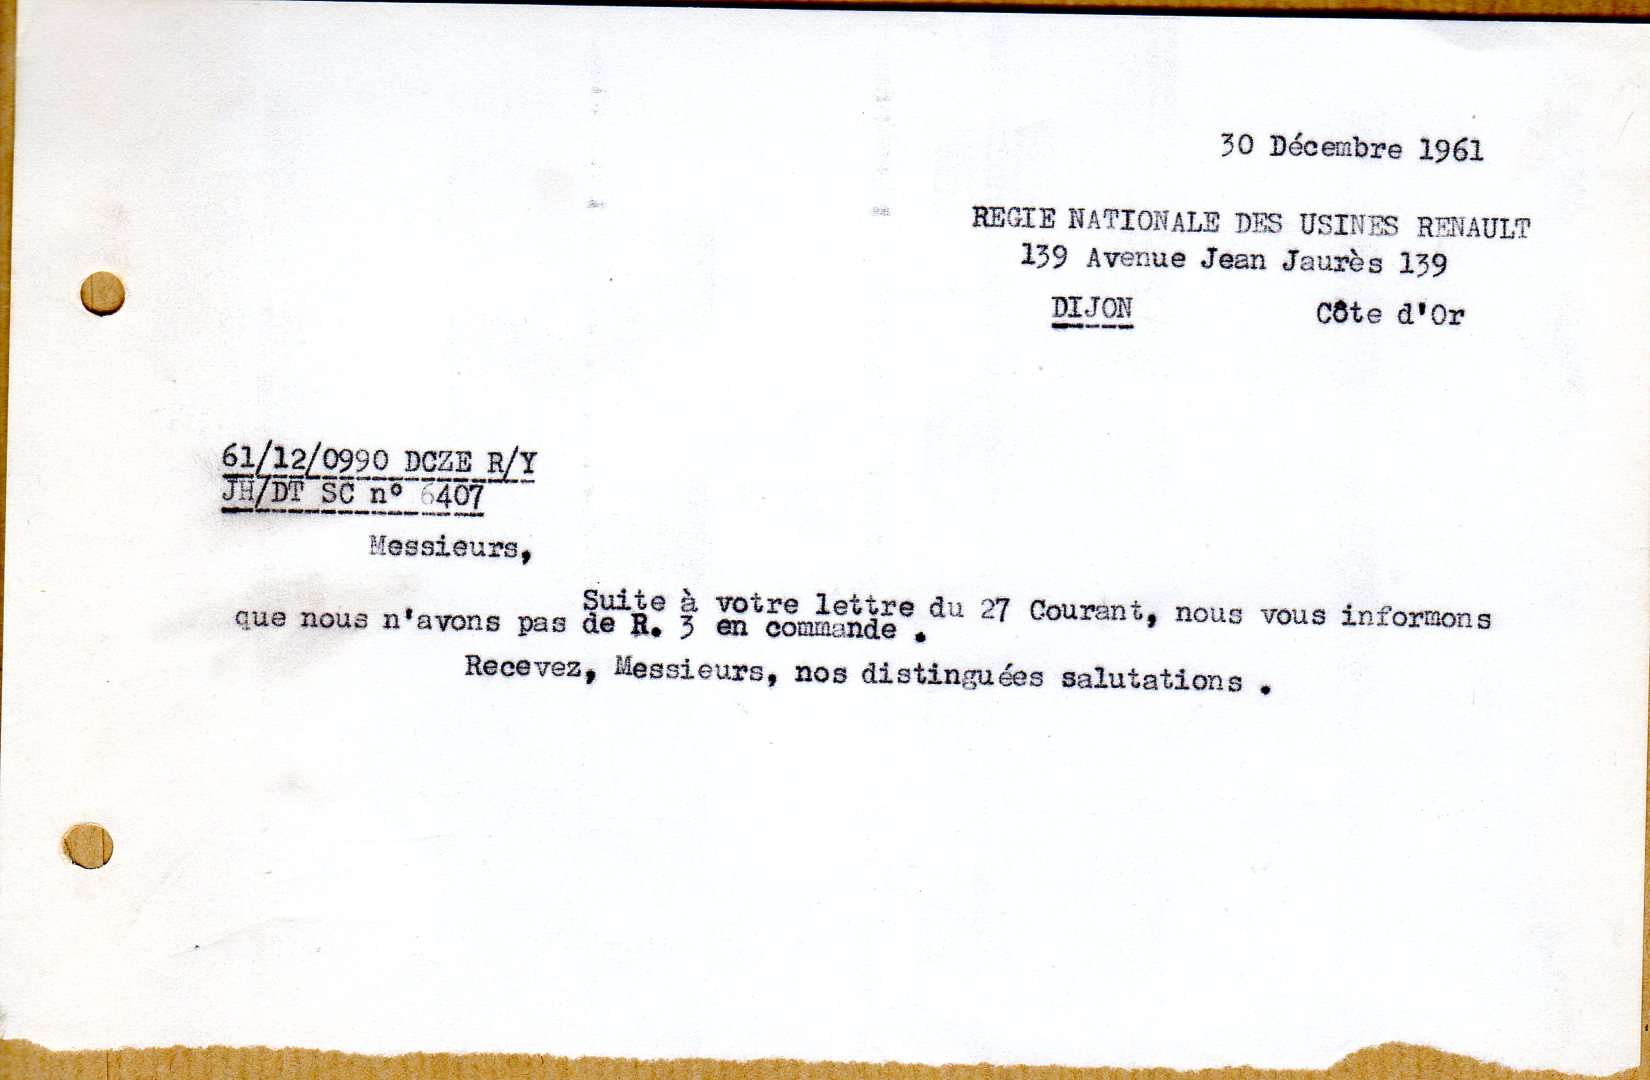 30 Décembre 1961
REGIE NATIONALE DES USINES RENAULT
139 Avenue Jean Jaurès 139
DIJON Côte d'Or
61/12/0990 DCZE R/Y
JH/DT SC n° 6407
Messieurs,
Suite à votre lettre du 27 Courant, nous vous informons
que nous n'avons pas de R. 3 en commande .
Recevez, Messieurs, nos distinguées salutations .